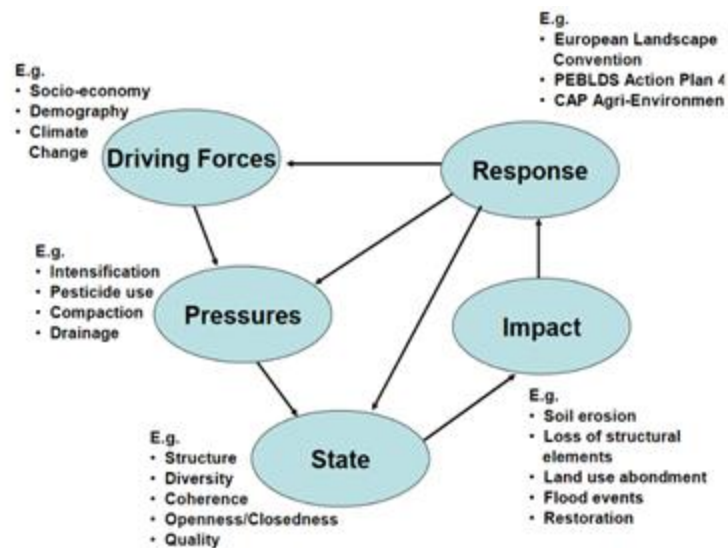 E.g.
• European Landscape
Convention
• PEBLDS Action Plan 4
• CAP Agri-Environmen
E.g.
• Socio-economy
• Demography
• Climate
Change
Driving Forces
Response
E.g.
• Intensification
• Pesticide use
• Compaction
• Drainage
Pressures
Impact
E.g.
• Soil erosion
• Loss of structural
elements
• Land use abondment
• Flood events
• Restoration
State
E.g.
• Structure
• Diversity
• Coherence
• Openness/Closedness
• Quality